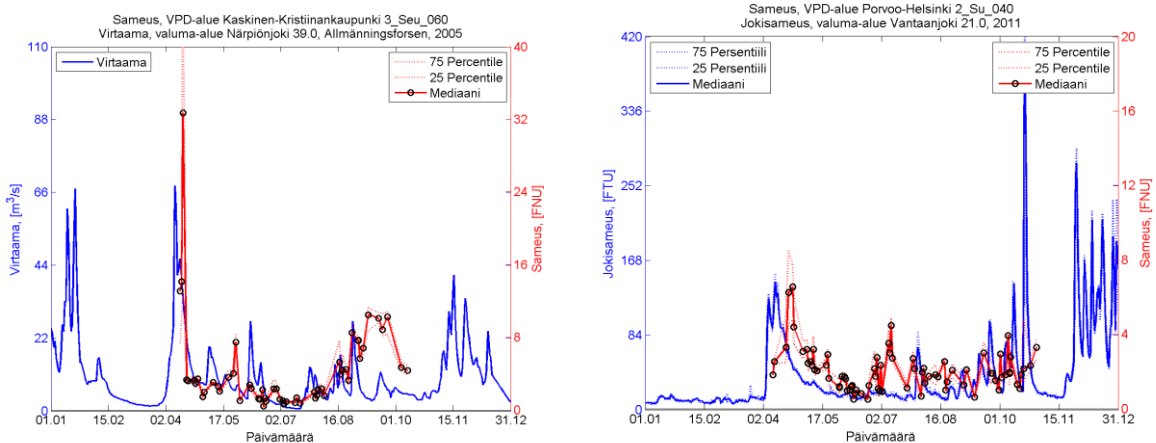 Sameus, VPD-alue Kaskinen-Kristiinankaupunki 3_Seu_060
Virtaama, valuma-alue Närpiönjoki 39.0, Allmänningsforsen, 2005
110
88
66
44
22
0
Virtaama, [m³/s]
Virtaama
75 Percentile
25 Percentile
Mediaani
40
32
24
16
8
0
Sameus, [FNU]
01.01 15.02 02.04 17.05 02.07 16.08 01.10 15.11 31.12
Päivämäärä
Sameus, VPD-alue Porvoo-Helsinki 2_Su_040
Jokisameus, valuma-alue Vantaanjoki 21.0, 2011
420
336
252
168
84
0
Jokisameus, [FTU]
75 Persentiili
25 Persentiili
Mediaani
75 Percentile
25 Percentile
Mediaani
20
16
12
8
4
0
Sameus, [FNU]
01.01 15.02 02.04 17.05 02.07 16.08 01.10 15.11 31.12
Päivämäärä